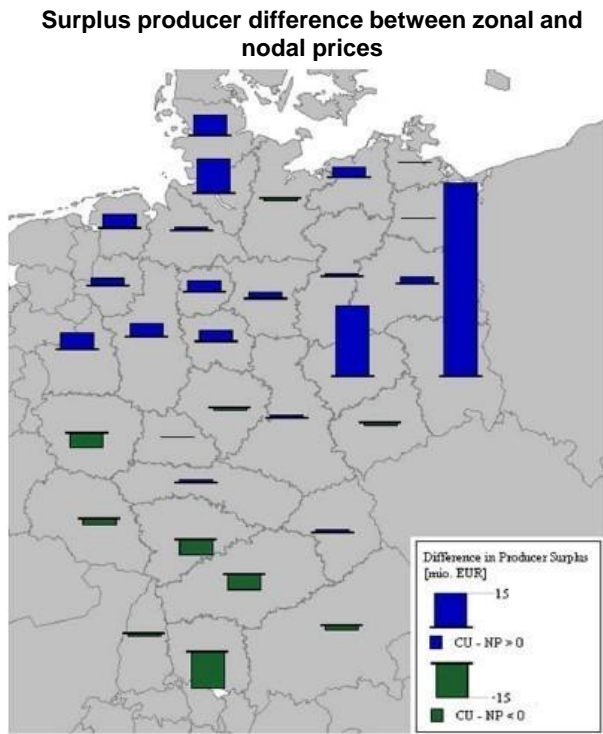 Surplus producer difference between zonal and
nodal prices
Difference in Producer Surplus
[mio. EUR]
15
CU - NP > 0
-15
CU - NP < 0